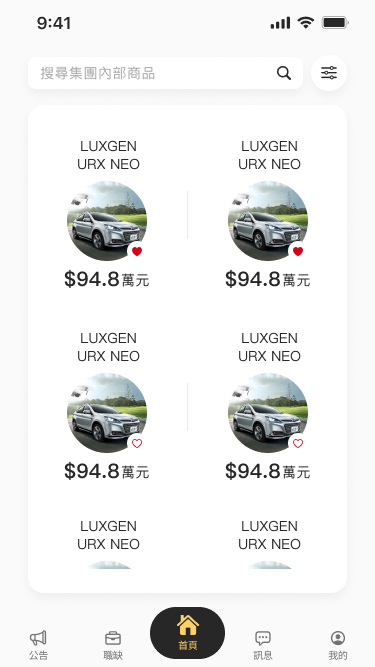 9:41
搜尋集團內部商品
LUXGEN
URX NEO
LUXGEN
URX NEO
$94.8萬元
$94.8萬元
LUXGEN
URX NEO
LUXGEN
URX NEO
$94.8萬元
$94.8萬元
LUXGEN
URX NEO
LUXGEN
URX NEO
公告
職缺
首頁
訊息
我的